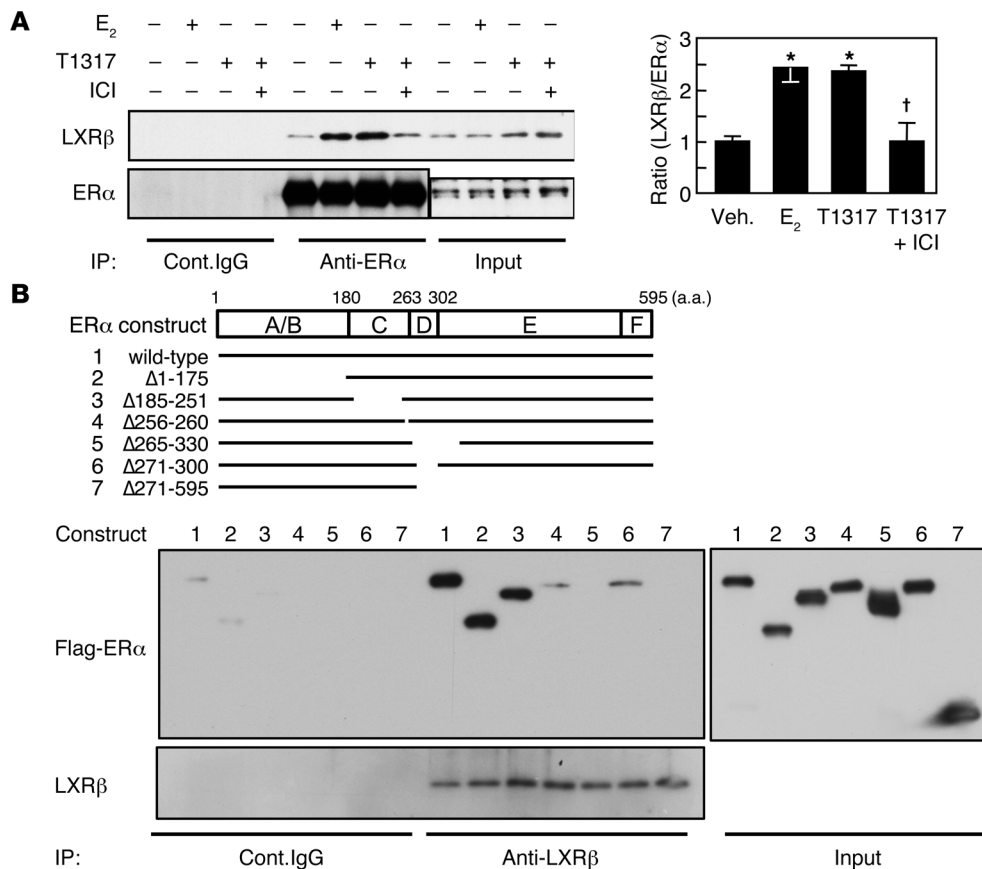 A
E2 – + – – – + – – – + – –
T1317 – – + + – – + + – – + +
ICI – – – + – – – + – – – +
LXRβ
ERα
IP: Cont.IgG Anti-ERα Input
Ratio (LXRβ/ERα)
3
2
1
0
* * †
Veh. E2 T1317 T1317 + ICI
B
1 180 263 302 595 (a.a.)
ERα construct A/B C D E F
1 wild-type
2 Δ1-175
3 Δ185-251
4 Δ256-260
5 Δ265-330
6 Δ271-300
7 Δ271-595
Construct 1 2 3 4 5 6 7 1 2 3 4 5 6 7 1 2 3 4 5 6 7
Flag-ERα
LXRβ
IP: Cont.IgG Anti-LXRβ Input